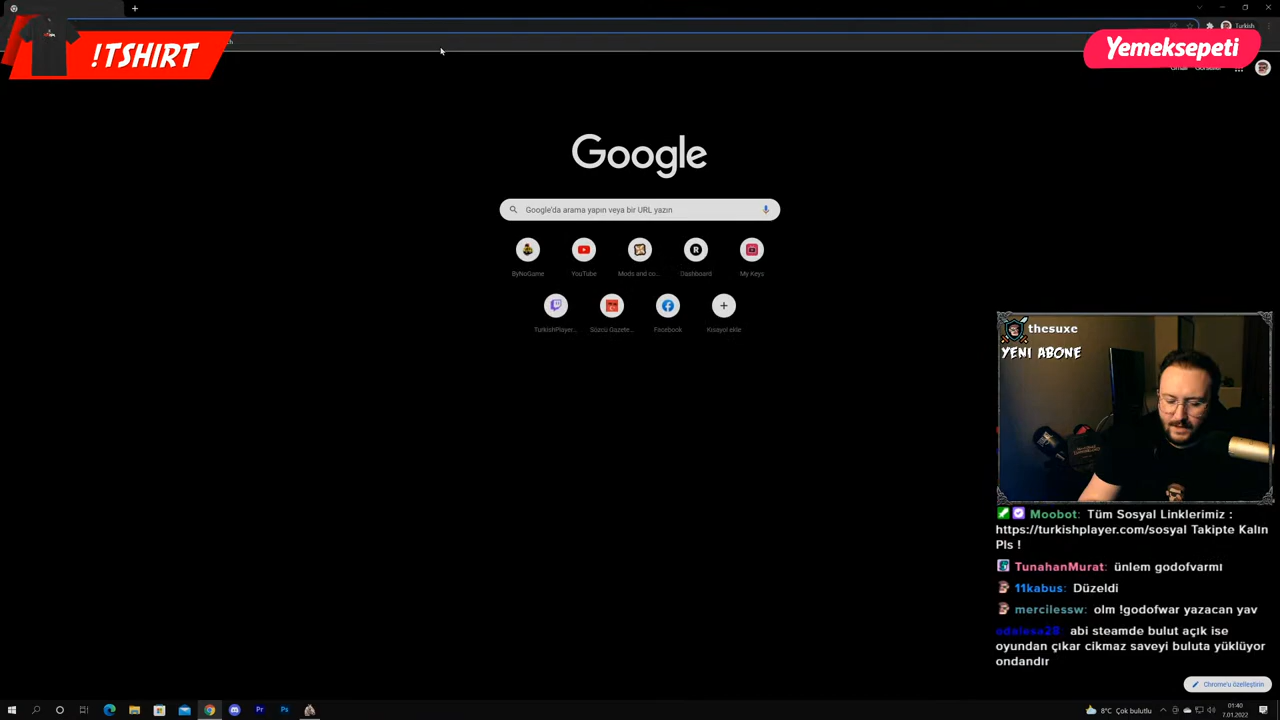 Turkish
!TSHIRT
Yemeksepeti
Gmail
Görseller
Google
Google'da arama yapın veya bir URL yazın
ByNoGame
YouTube
Mods and co...
Dashboard
My Keys
TurkishPlayer...
Sözcü Gazete...
Facebook
Kısayol ekle
thesuxe
YENİ ABONE
Moobot: Tüm Sosyal Linklerimiz :
https://turkishplayer.com/sosyal Takipte Kalın
Pls !
TunahanMurat: ünlem godofvarmı
11kabus: Düzeldi
mercilessw: olm !godofwar yazacan yav
abi steamde bulut açık ise
oyundan çıkar cikmaz saveyi buluta yüklüyor
ondandır
Chrome'u özelleştirin
8°C Çok bulutlu
01:40
7.01.2022